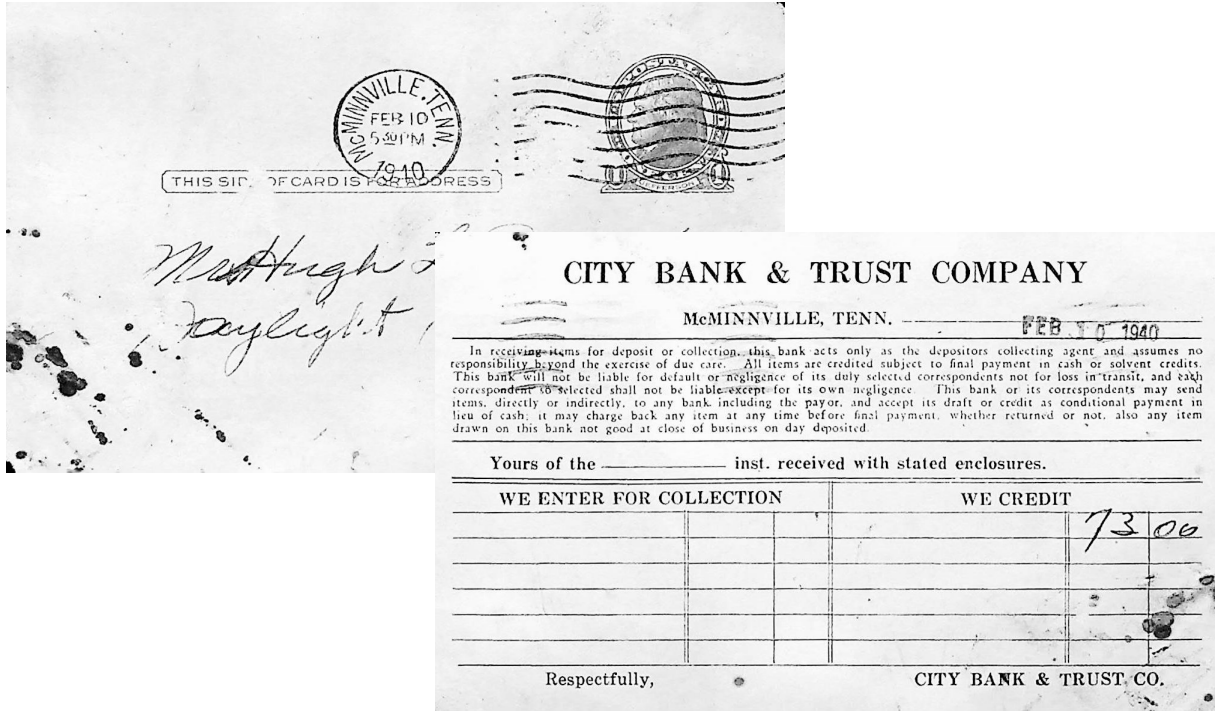 McMINNVILLE, TENN.
FEB 10
5 30 PM
1940
THIS SIDE OF CARD IS FOR ADDRESS
JEFFERSON
Mrs Hugh
Daylight
CITY BANK & TRUST COMPANY
McMINNVILLE, TENN. FEB 10 1940
In receiving items for deposit or collection, this bank acts only as the depositors collecting agent and assumes no
responsibility beyond the exercise of due care. All items are credited subject to final payment in cash or solvent credits.
This bank will not be liable for default or negligence of its duly selected correspondents not for loss in transit, and each
correspondent so selected shall not be liable except for its own negligence. This bank or its correspondents may send
items, directly or indirectly, to any bank including the payor, and accept its draft or credit as conditional payment in
lieu of cash; it may charge back any item at any time before final payment, whether returned or not, also any item
drawn on this bank not good at close of business on day deposited.
Yours of the inst. received with stated enclosures.
WE ENTER FOR COLLECTION WE CREDIT
73 00
Respectfully, CITY BANK & TRUST CO.